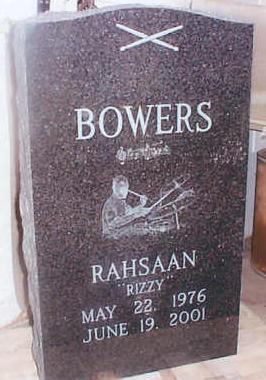 BOWERS
RAHSAAN
"RIZZY"
MAY 22, 1976
JUNE 19, 2001